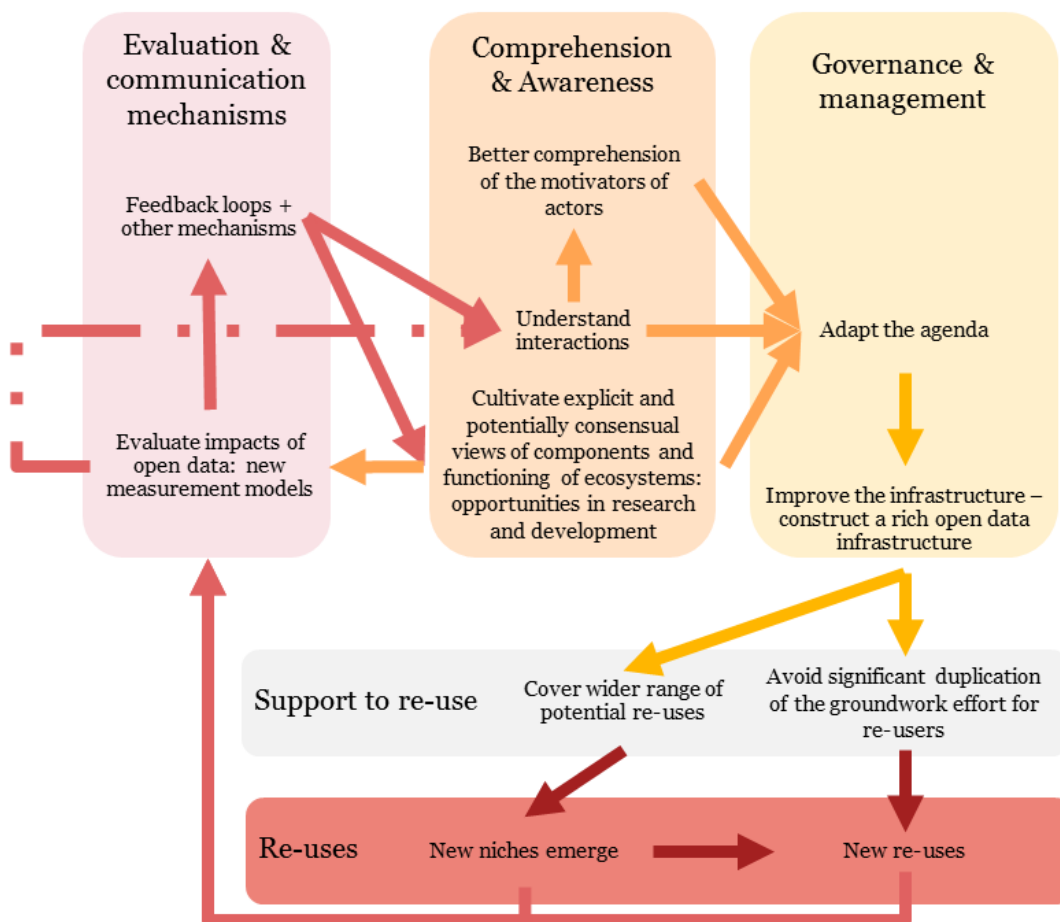 Evaluation &
communication
mechanisms
Feedback loops +
other mechanisms
Evaluate impacts of
open data: new
measurement models
Comprehension
& Awareness
Better comprehension
of the motivators of
actors
Understand
interactions
Cultivate explicit and
potentially consensual
views of components and
functioning of ecosystems:
opportunities in research
and development
Governance &
management
Adapt the agenda
Improve the infrastructure –
construct a rich open data
infrastructure
Support to re-use
Cover wider range of
potential re-uses
Avoid significant duplication
of the groundwork effort for
re-users
Re-uses
New niches emerge
New re-uses